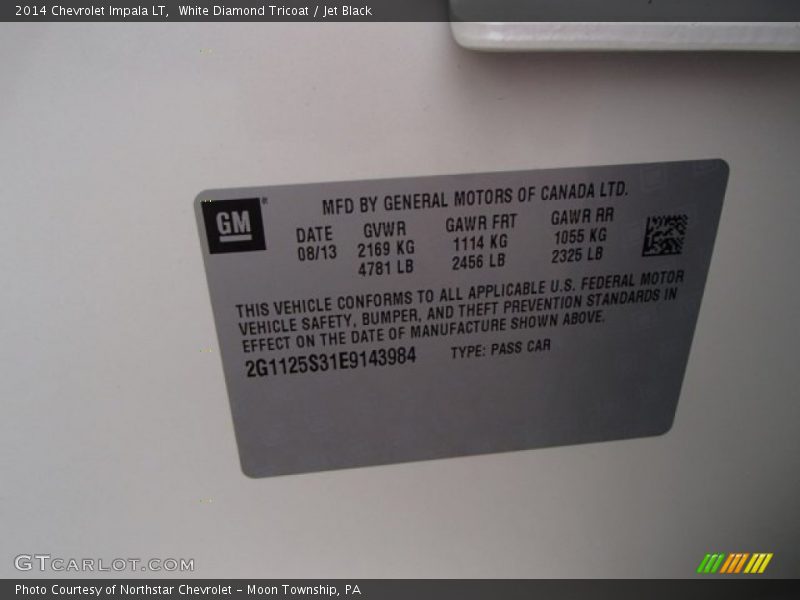 2014 Chevrolet Impala LT,  White Diamond Tricoat / Jet Black
GM®
MFD BY GENERAL MOTORS OF CANADA LTD.
DATE GVWR GAWR FRT GAWR RR
08/13 2169 KG 1114 KG 1055 KG
4781 LB 2456 LB 2325 LB
THIS VEHICLE CONFORMS TO ALL APPLICABLE U.S. FEDERAL MOTOR
VEHICLE SAFETY, BUMPER, AND THEFT PREVENTION STANDARDS IN
EFFECT ON THE DATE OF MANUFACTURE SHOWN ABOVE.
2G1125S31E9143984 TYPE: PASS CAR
GTCARLOT.COM
Photo Courtesy of Northstar Chevrolet - Moon Township, PA